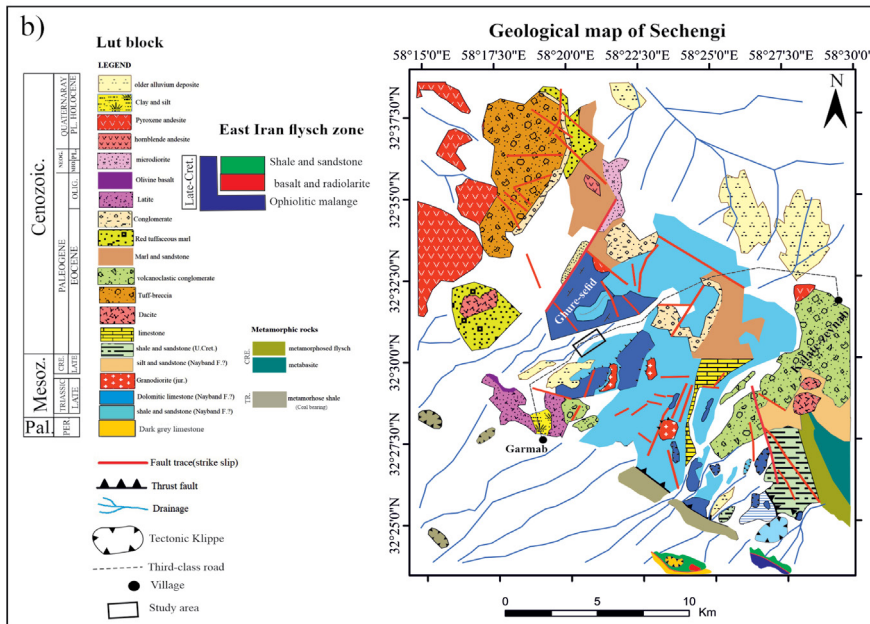 b)
Geological map of Sechengi
Lut block
LEGEND
Cenozoic.
Mesoz.
Pal.
QUATERNARAY
PL. HOLOCENE
NEOG.
PL.
OLIG.
PALEOGENE
EOCENE
CRE.
LATE
TRIASSIC
LATE
PER
older alluvium deposite
Clay and silt
Pyroxene andesite
hornblende andesite
microdiorite
Olivine basalt
Latite
Conglomerate
Red tuffaceous marl
Marl and sandstone
volcanoclastic conglomerate
Tuff-breccia
Dacite
limestone
shale and sandstone (U.Cret.)
silt and sandstone (Nayband F.?)
Granodiorite (jur.)
Dolomitic limestone (Nayband F.?)
shale and sandstone (Nayband F.?)
Dark grey limestone
East Iran flysch zone
Late-Cret.
Shale and sandstone
basalt and radiolarite
Ophiolitic malange
Metamorphic rocks
CRE.
metamorphosed flysch
metabasite
TR.
metamorhose shale
(Coal bearing)
Fault trace(strike slip)
Thrust fault
Drainage
Tectonic Klippe
Third-class road
Village
Study area
58°15'0"E 58°17'30"E 58°20'0"E 58°22'30"E 58°25'0"E 58°27'30"E 58°30'0"E
32°37'30"N
32°35'0"N
32°32'30"N
32°30'0"N
32°27'30"N
32°25'0"N
N
Ghure-sefid
Garmab
0 5 10
Km